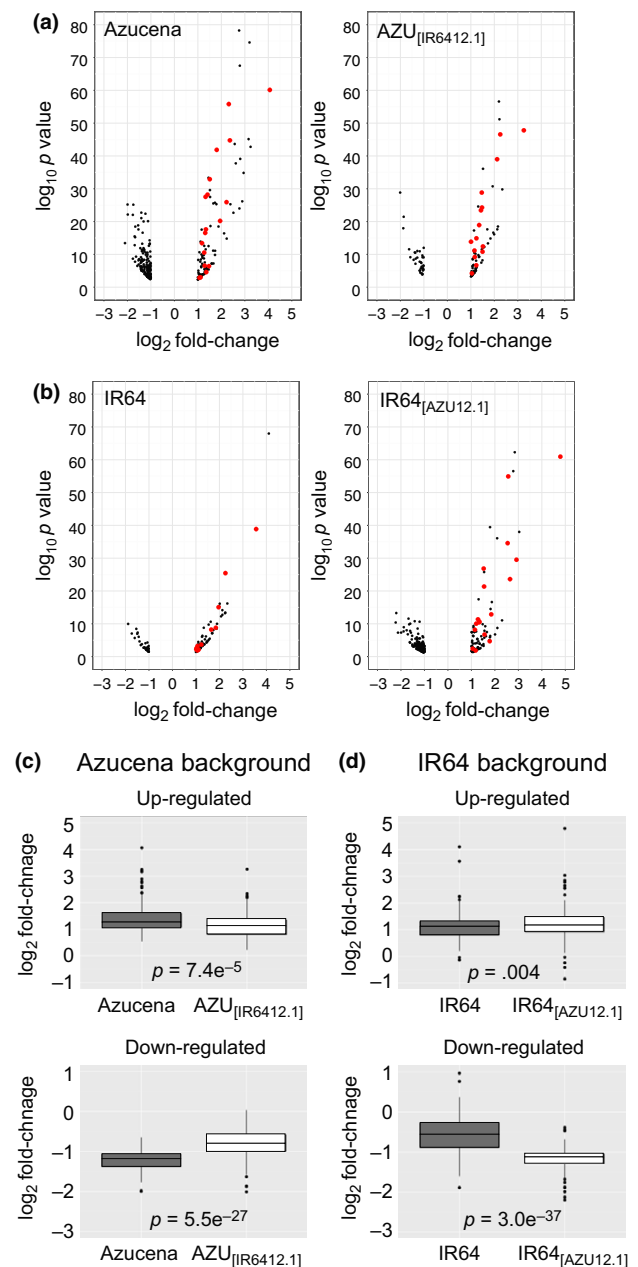 (a)
Azucena
AZU[IR6412.1]
80
70
60
50
40
30
20
10
0
log10 p value
−3 −2 −1 0 1 2 3 4 5
log2 fold-change
80
70
60
50
40
30
20
10
0
log10 p value
−3 −2 −1 0 1 2 3 4 5
log2 fold-change
(b)
IR64
IR64[AZU12.1]
80
70
60
50
40
30
20
10
0
log10 p value
−3 −2 −1 0 1 2 3 4 5
log2 fold-change
80
70
60
50
40
30
20
10
0
log10 p value
−3 −2 −1 0 1 2 3 4 5
log2 fold-change
(c) Azucena background
Up-regulated
5
4
3
2
1
0
−1
log2 fold-chnage
p = 7.4e−5
Azucena AZU[IR6412.1]
Down-regulated
1
0
−1
−2
−3
log2 fold-chnage
p = 5.5e−27
Azucena AZU[IR6412.1]
(d) IR64 background
Up-regulated
5
4
3
2
1
0
−1
log2 fold-chnage
p = .004
IR64 IR64[AZU12.1]
Down-regulated
1
0
−1
−2
−3
log2 fold-chnage
p = 3.0e−37
IR64 IR64[AZU12.1]